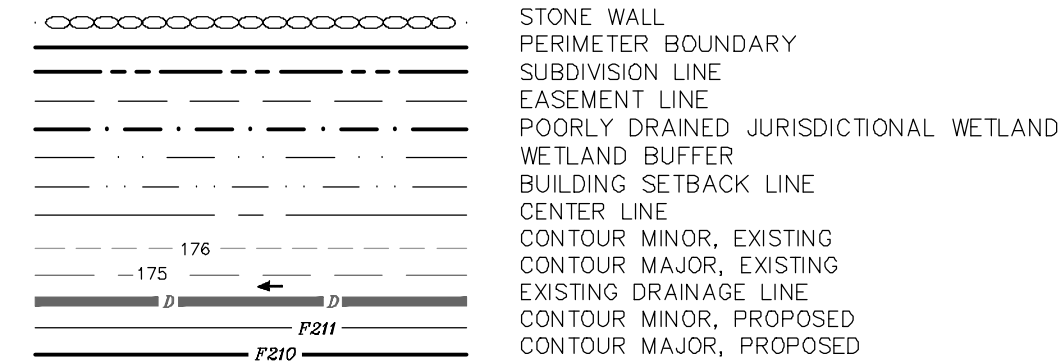 STONE WALL
PERIMETER BOUNDARY
SUBDIVISION LINE
EASEMENT LINE
POORLY DRAINED JURISDICTIONAL WETLAND
WETLAND BUFFER
BUILDING SETBACK LINE
CENTER LINE
176 CONTOUR MINOR, EXISTING
175 CONTOUR MAJOR, EXISTING
D D EXISTING DRAINAGE LINE
F211 CONTOUR MINOR, PROPOSED
F210 CONTOUR MAJOR, PROPOSED